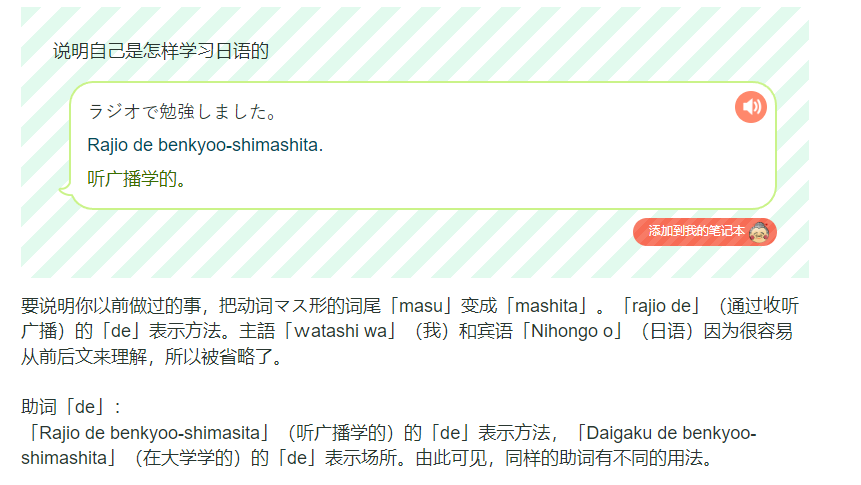 说明自己是怎样学习日语的
ラジオで勉強しました。
Rajio de benkyoo-shimashita.
听广播学的。
添加到我的笔记本
要说明你以前做过的事，把动词マス形的词尾「masu」变成「mashita」。「rajio de」（通过收听
广播）的「de」表示方法。主語「watashi wa」（我）和宾语「Nihongo o」（日语）因为很容易
从前后文来理解，所以被省略了。
助词「de」：
「Rajio de benkyoo-shimasita」（听广播学的）的「de」表示方法，「Daigaku de benkyoo-
shimashita」（在大学学的）的「de」表示场所。由此可见，同样的助词有不同的用法。